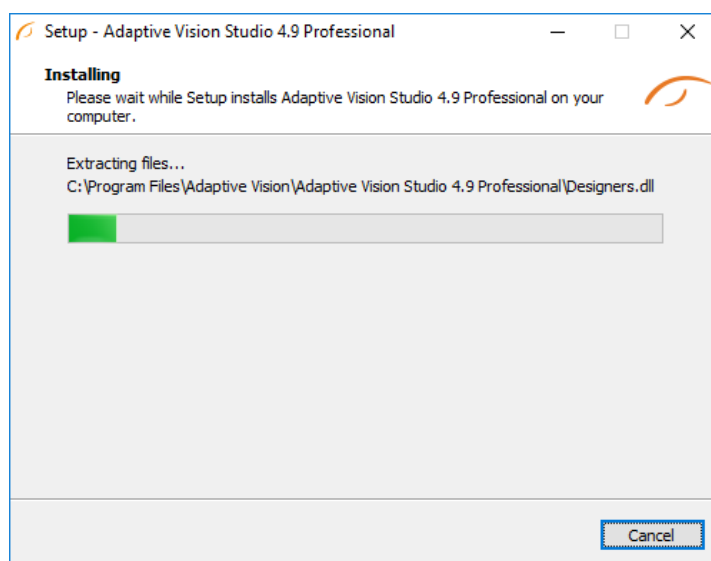 Setup - Adaptive Vision Studio 4.9 Professional
Installing
Please wait while Setup installs Adaptive Vision Studio 4.9 Professional on your
computer.
Extracting files...
C:\Program Files\Adaptive Vision\Adaptive Vision Studio 4.9 Professional\Designers.dll
Cancel